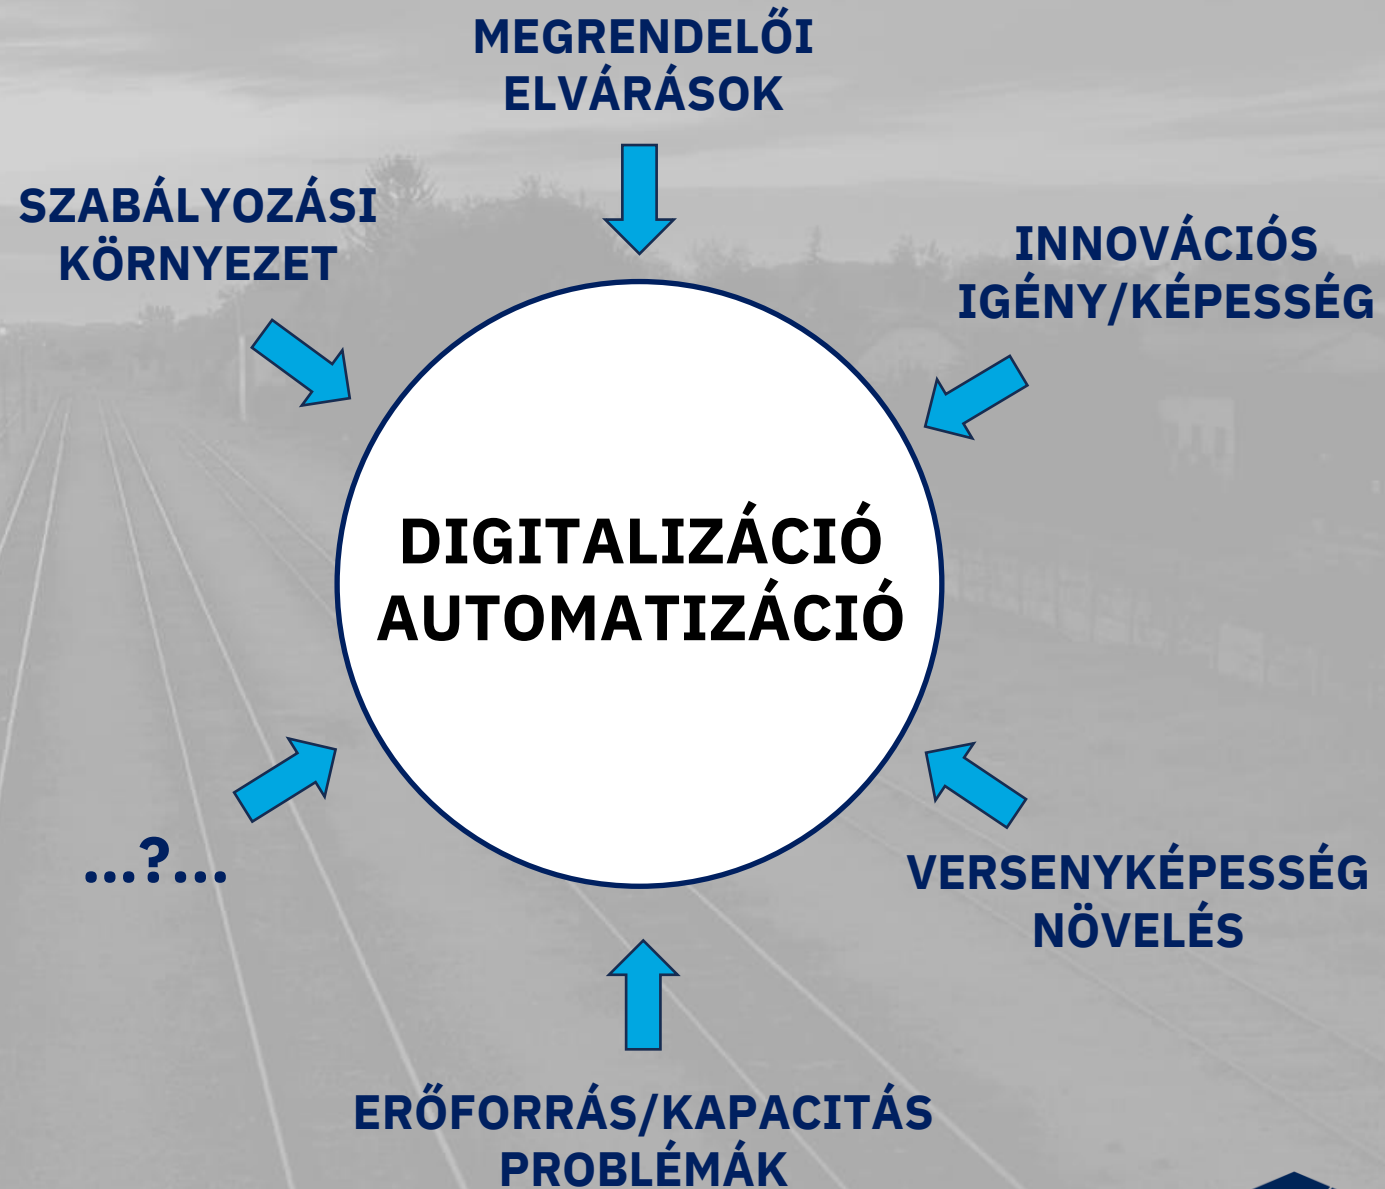 MEGRENDELŐI
ELVÁRÁSOK
SZABÁLYOZÁSI
KÖRNYEZET
INNOVÁCIÓS
IGÉNY/KÉPESSÉG
DIGITALIZÁCIÓ
AUTOMATIZÁCIÓ
...?...
VERSENYKÉPESSÉG
NÖVELÉS
ERŐFORRÁS/KAPACITÁS
PROBLÉMÁK